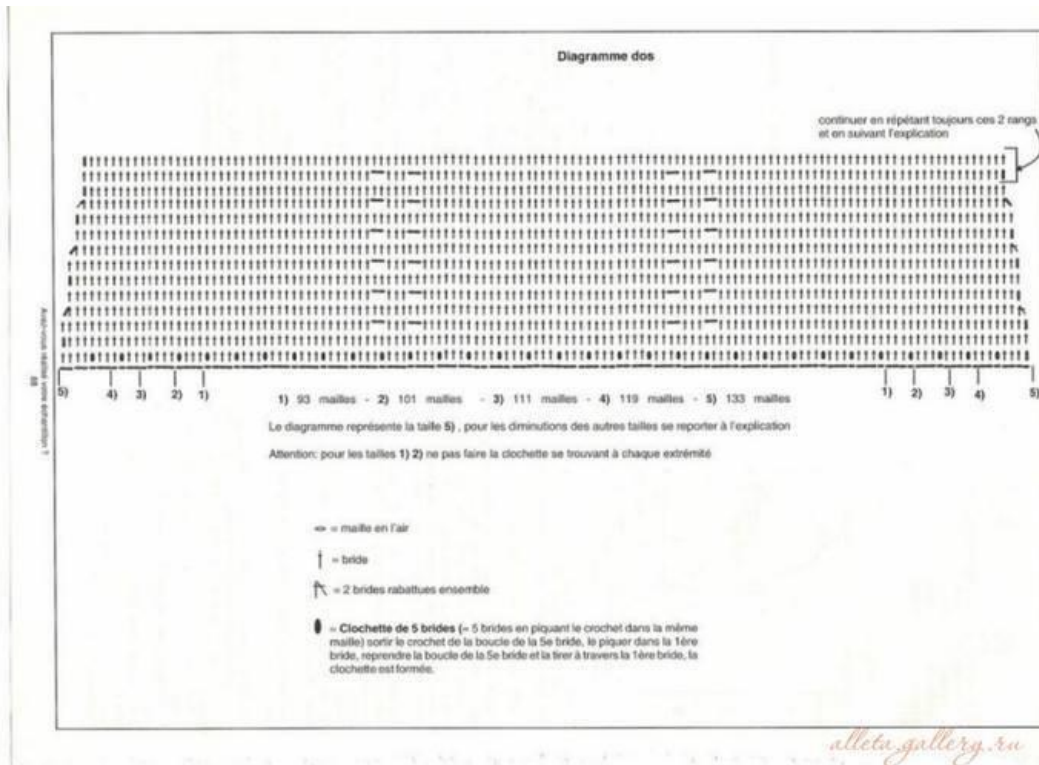 Diagramme dos
continuer en répétant toujours ces 2 rangs
et en suivant l'explication
5) 4) 3) 2) 1) 1) 2) 3) 4) 5)
1) 93 mailles - 2) 101 mailles - 3) 111 mailles - 4) 119 mailles - 5) 133 mailles
Le diagramme représente la taille 5) , pour les diminutions des autres tailles se reporter à l'explication
Attention: pour les tailles 1) 2) ne pas faire la clochette se trouvant à chaque extrémité
= maille en l'air
= bride
= 2 brides rabattues ensemble
= Clochette de 5 brides (= 5 brides en piquant le crochet dans la même
maille) sortir le crochet de la boucle de la 5e bride, le piquer dans la 1ère
bride, reprendre la boucle de la 5e bride et la tirer à travers la 1ère bride, la
clochette est formée.
Avez-vous réalisé votre échantillon ?
88
alleta.gallery.ru